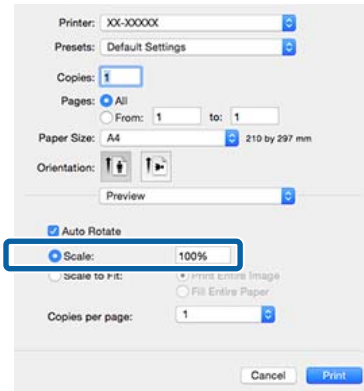 Printer: XX-XXXXX
Presets: Default Settings
Copies: 1
Pages: All
From: 1 to: 1
Paper Size: A4 210 by 297 mm
Orientation:
Preview
Auto Rotate
Scale: 100%
Scale to Fit: Print Entire Image
Fill Entire Paper
Copies per page: 1
Cancel Print